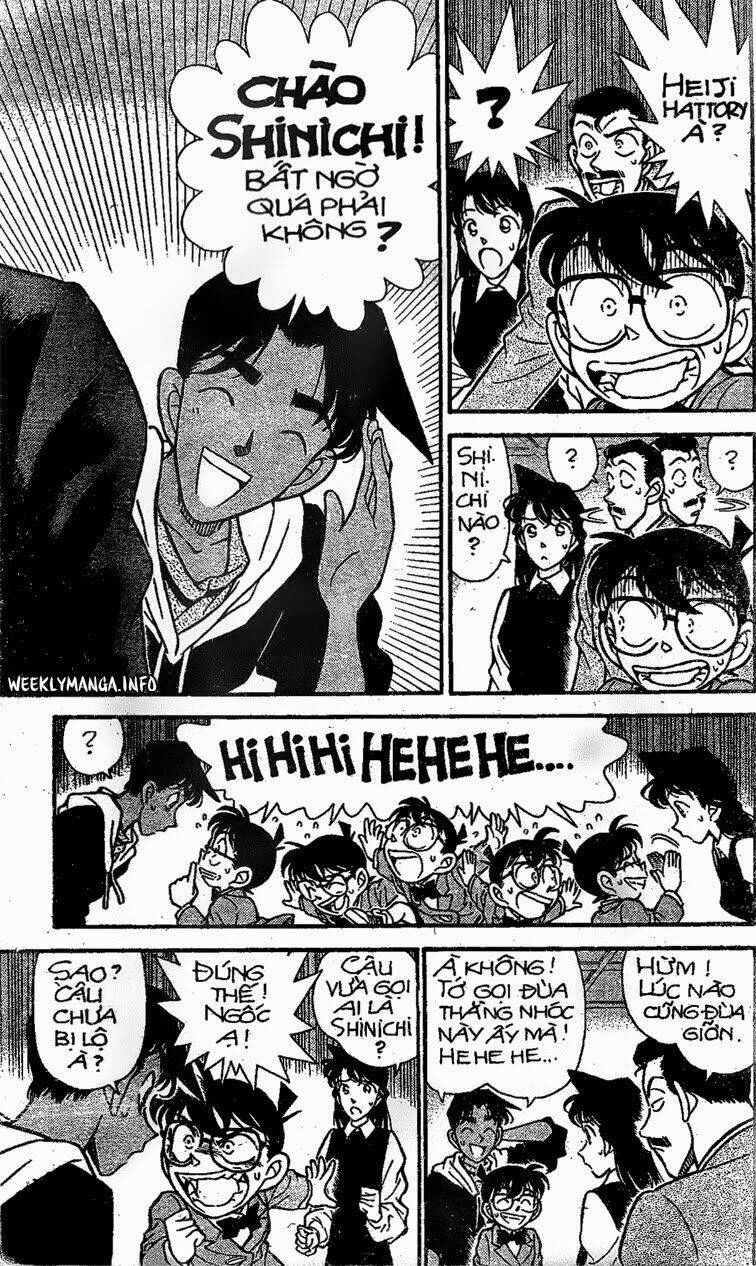 CHÀO
SHINICHI!
BẤT NGỜ
QUÁ PHẢI
KHÔNG?
?
HEIJI
HATTORY
À?
SHI.
NI.
CHI
NÀO
?
?
?
WEEKLYMANGA.INFO
?
HI HI HI HE HE HE....
SAO?
CẬU
CHƯA
BỊ LỘ
À?
ĐÚNG
THẾ!
NGỐC
Ạ!
CẬU
VỪA GỌI
AI LÀ
SHINICHI
?
À KHÔNG!
TỚ GỌI ĐÙA
THẰNG NHÓC
NÀY ẤY MÀ!
HE HE HE...
HỪM!
LÚC NÀO
CŨNG ĐÙA
GIỠN.